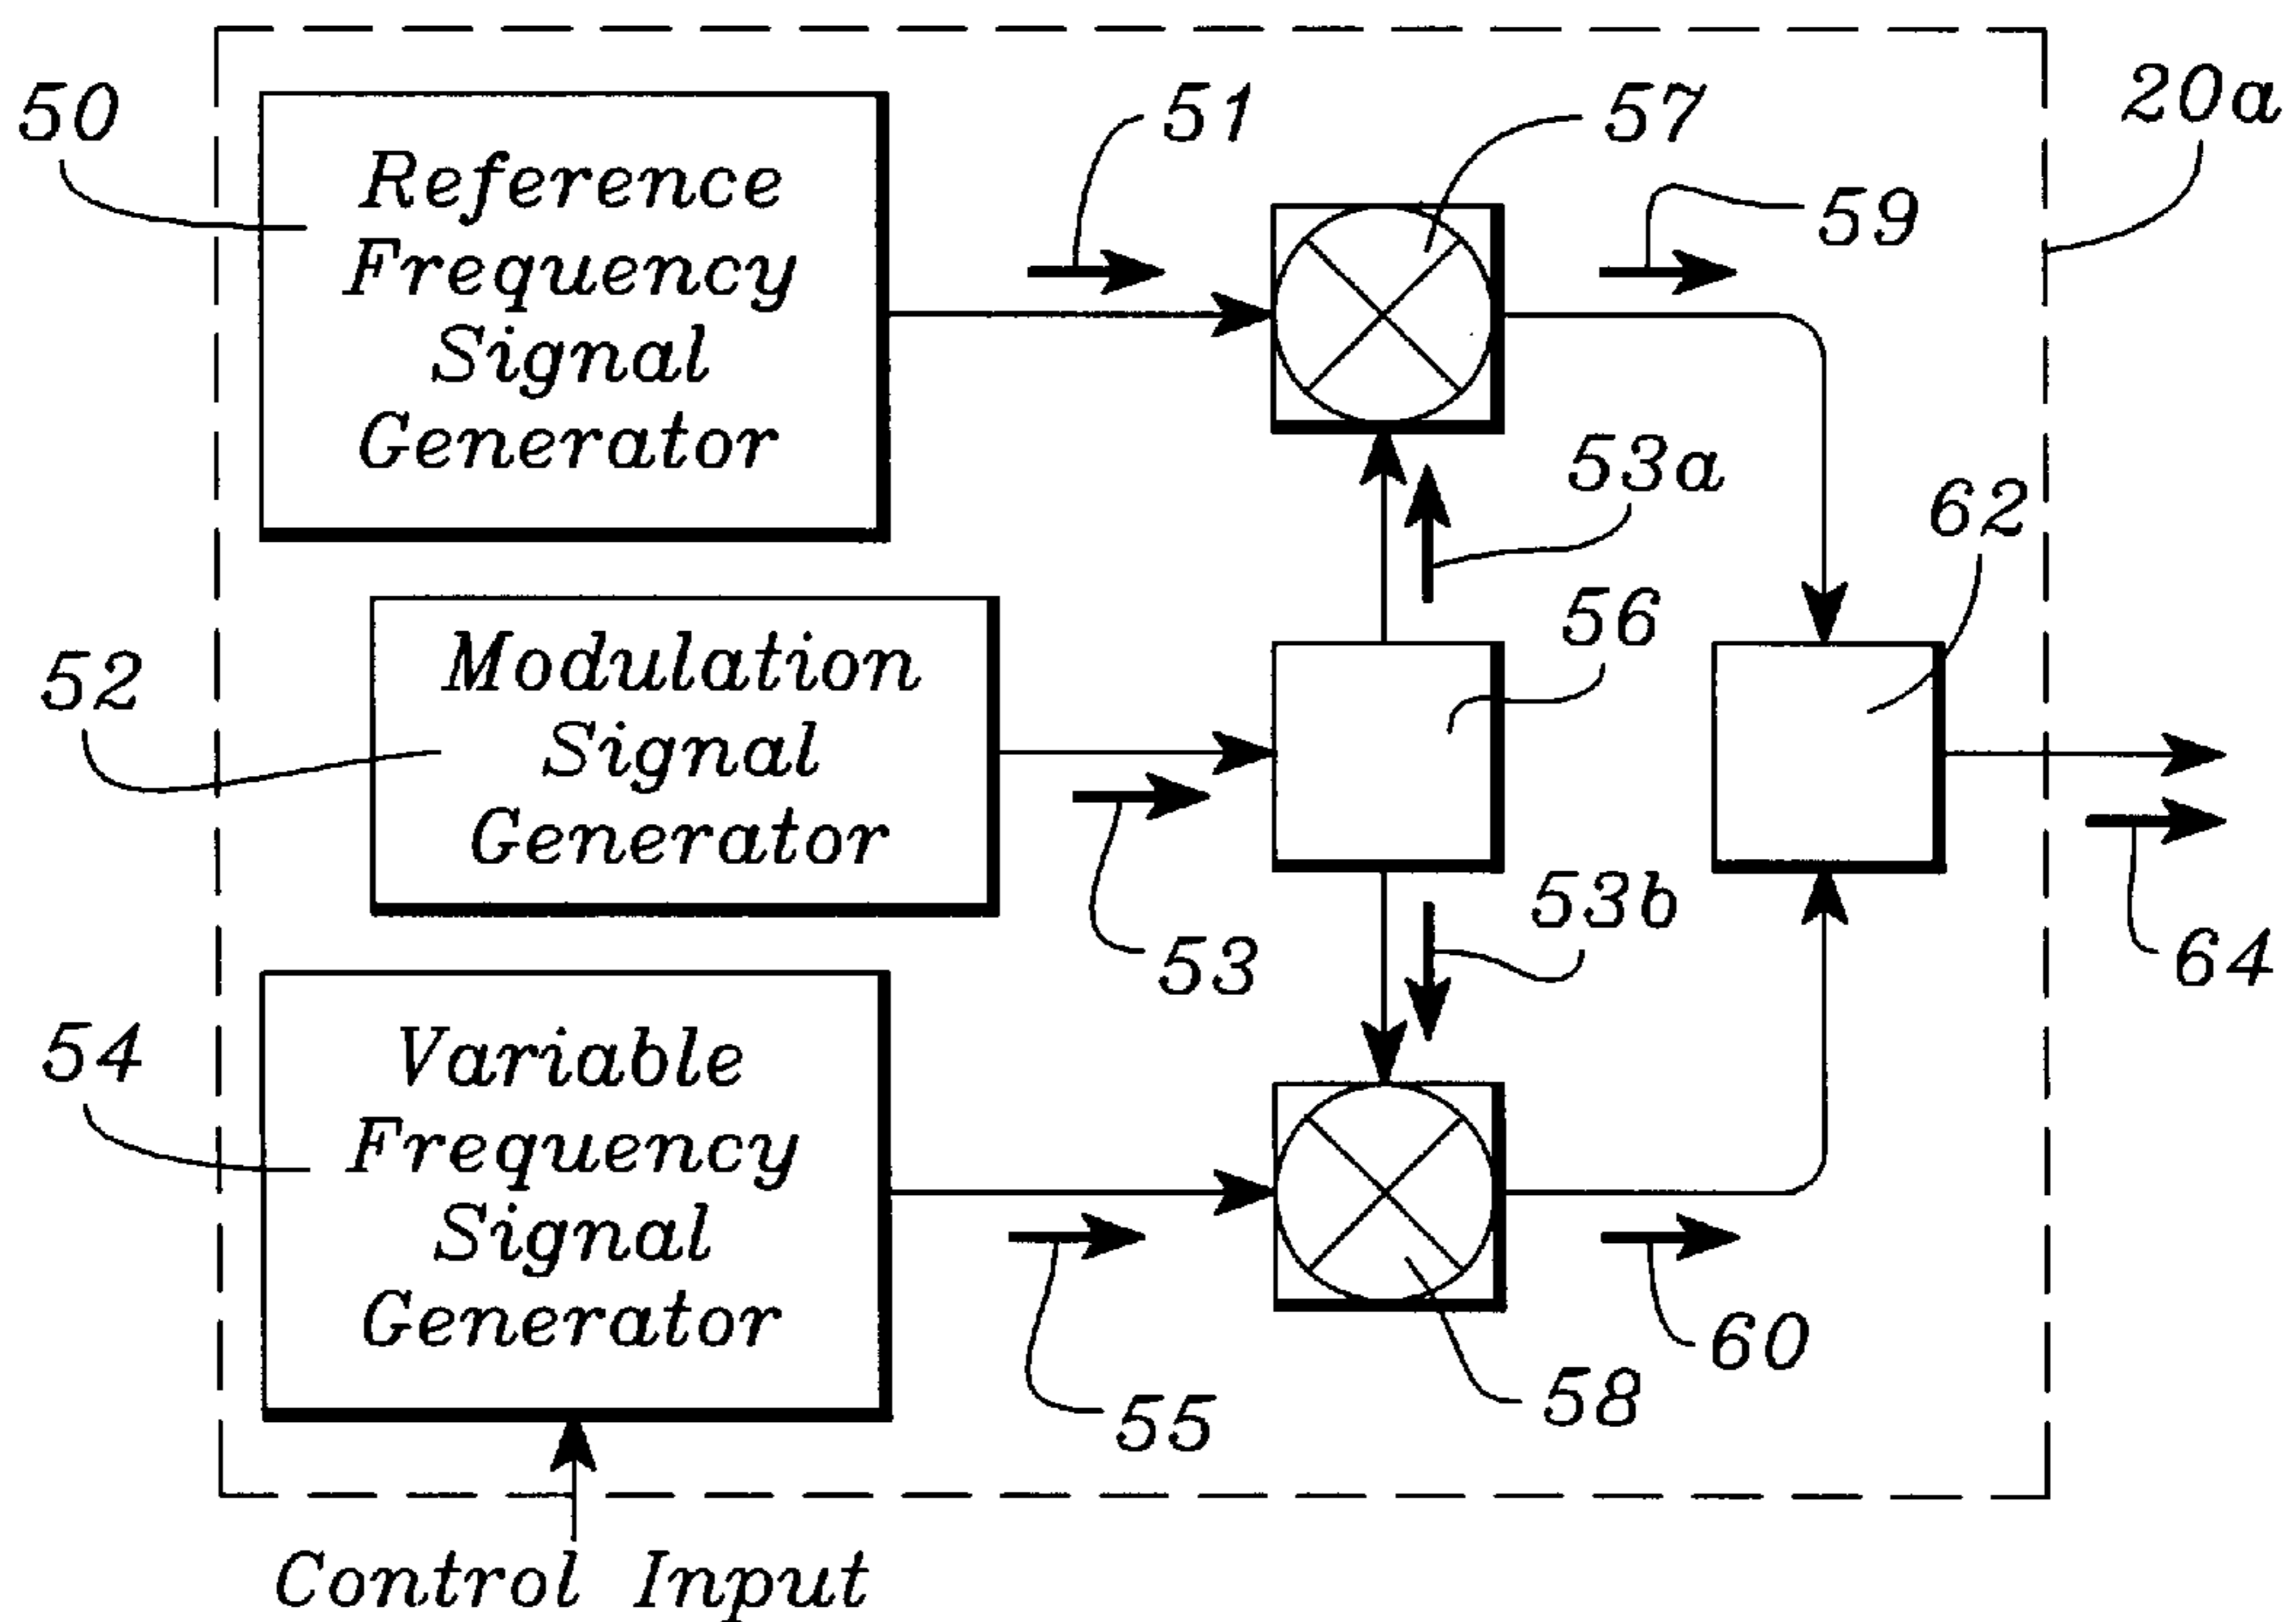 50
Reference
Frequency
Signal
Generator
51
57
59
20a
53a
62
52
Modulation
Signal
Generator
56
53
53b
64
54
Variable
Frequency
Signal
Generator
55
58
60
Control Input